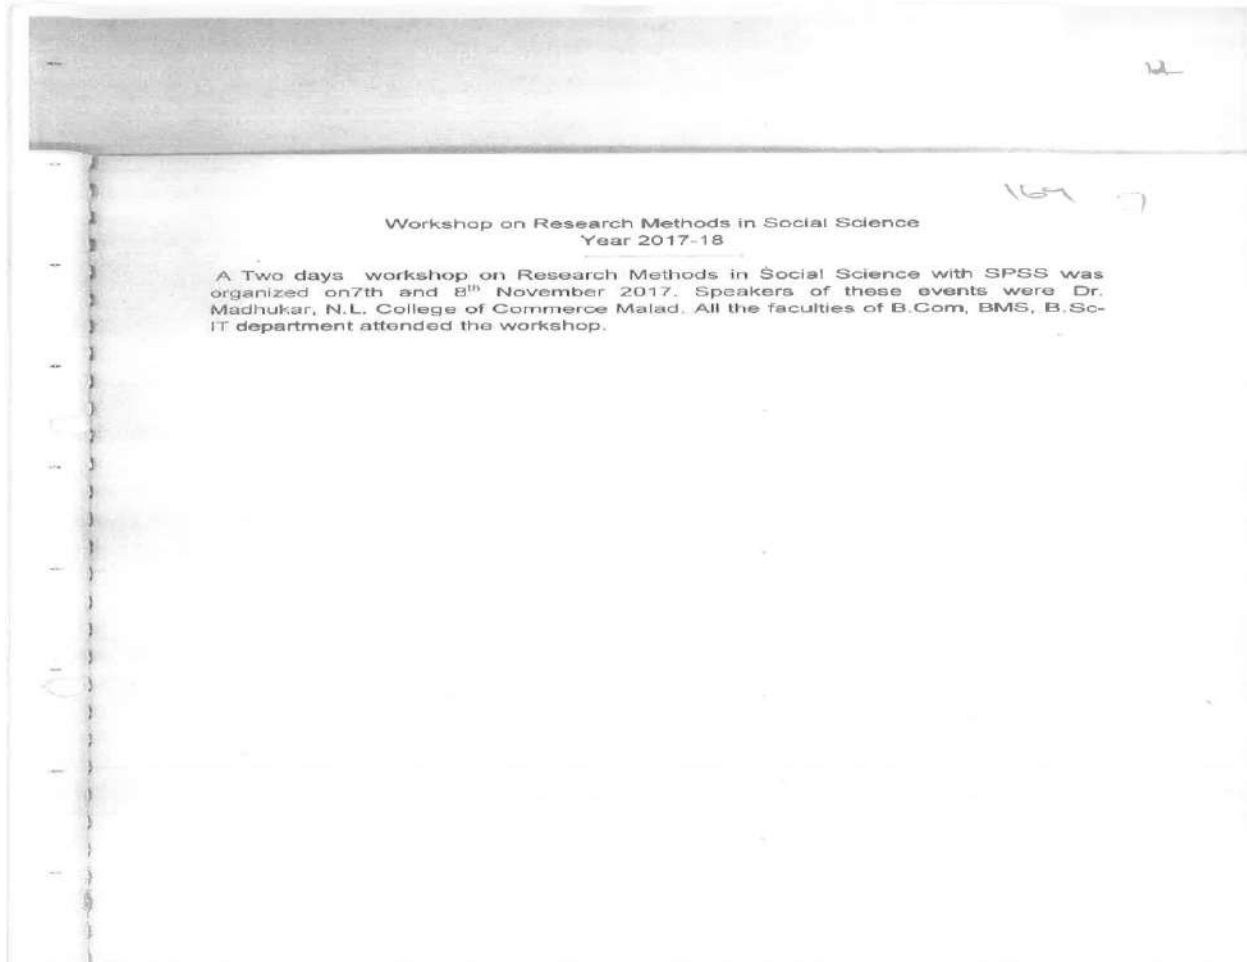 Workshop on Research Methods in Social Science
Year 2017-18
A Two days workshop on Research Methods in Social Science with SPSS was
organized on7th and 8th November 2017. Speakers of these events were Dr.
Madhukar, N.L. College of Commerce Malad. All the faculties of B.Com, BMS, B.Sc-
IT department attended the workshop.